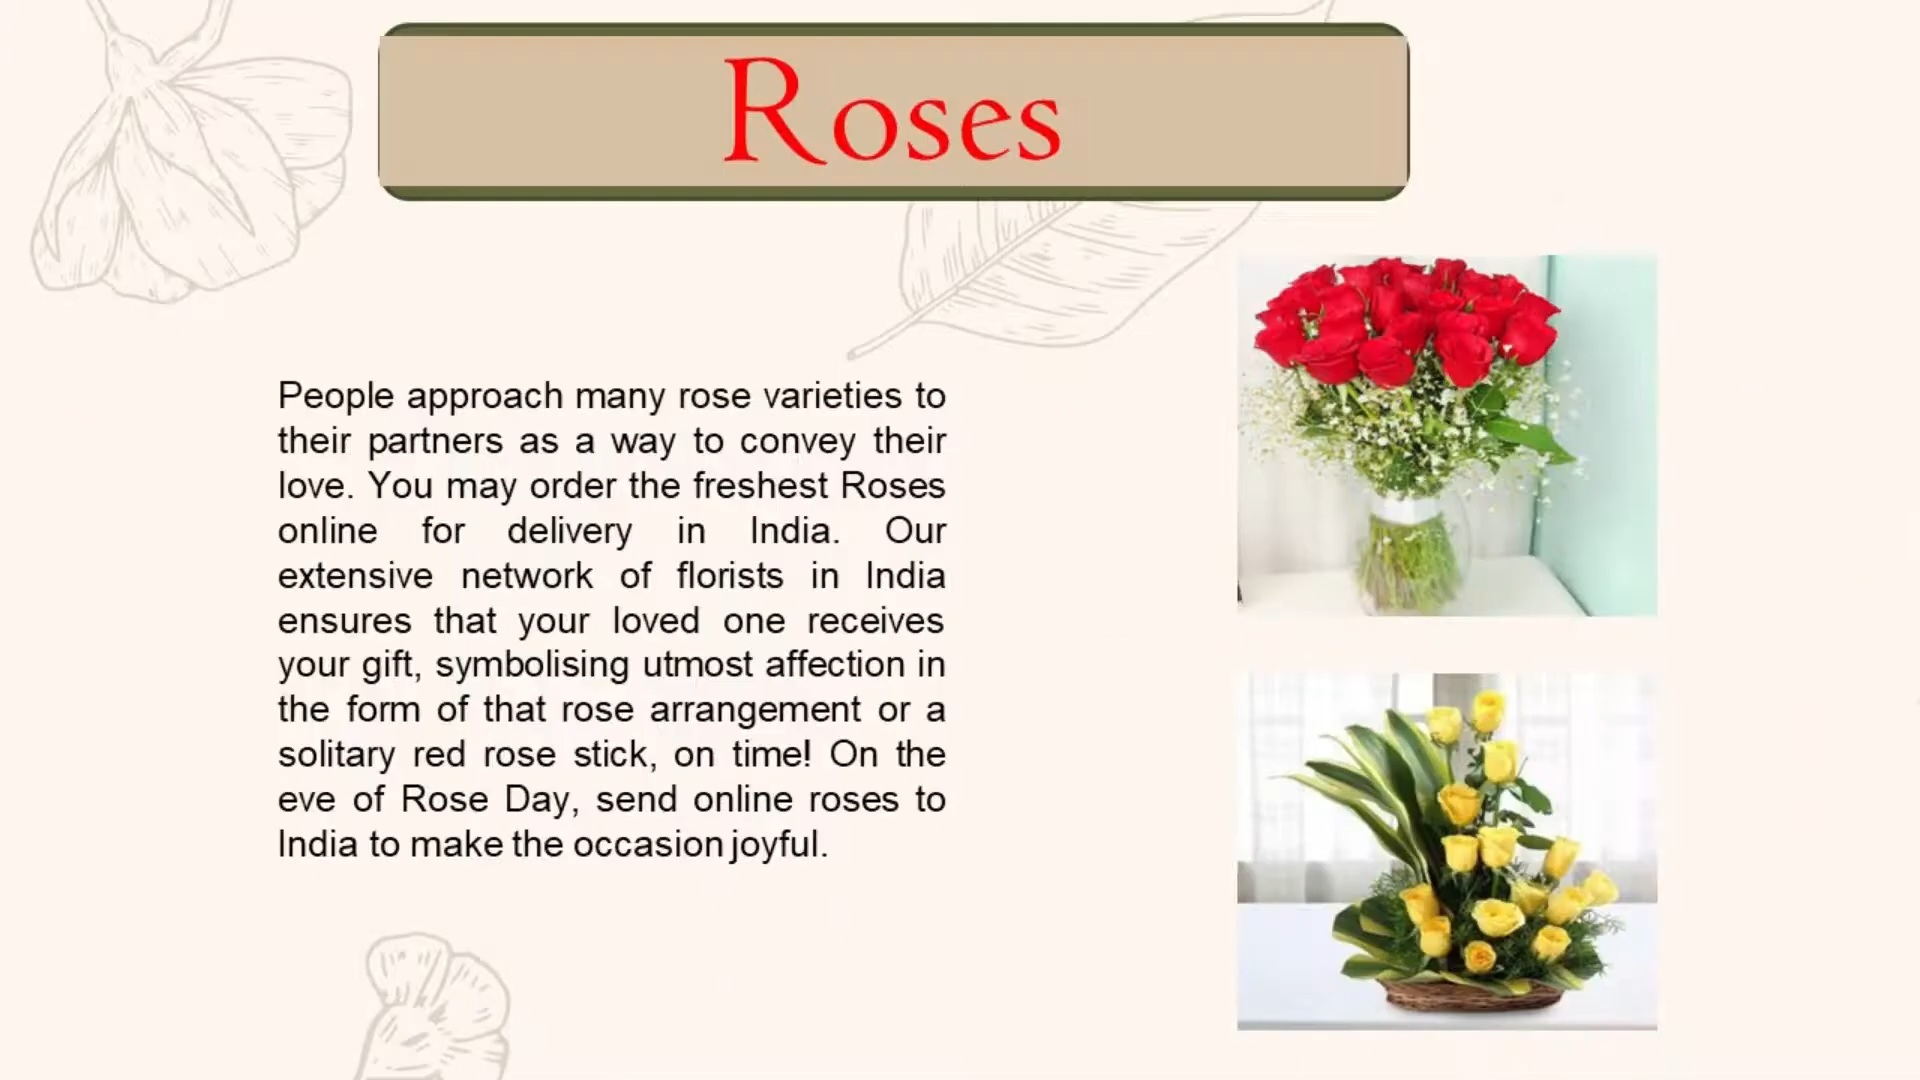 Roses
People approach many rose varieties to
their partners as a way to convey their
love. You may order the freshest Roses
online for delivery in India. Our
extensive network of florists in India
ensures that your loved one receives
your gift, symbolising utmost affection in
the form of that rose arrangement or a
solitary red rose stick, on time! On the
eve of Rose Day, send online roses to
India to make the occasion joyful.